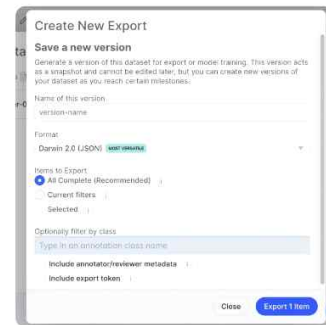 Create New Export
Save a new version
Generate a version of this dataset for export or model training. This version acts
as a snapshot and cannot be edited later, but you can create new versions of
your dataset as you reach certain milestones.
Name of this version
version-name
Format
Darwin 2.0 (JSON) MOST VERSATILE
Items to Export
All Complete (Recommended)
Current filters
Selected
Optionally filter by class
Type in an annotation class name
Include annotator/reviewer metadata
Include export token
Close Export 1 Item